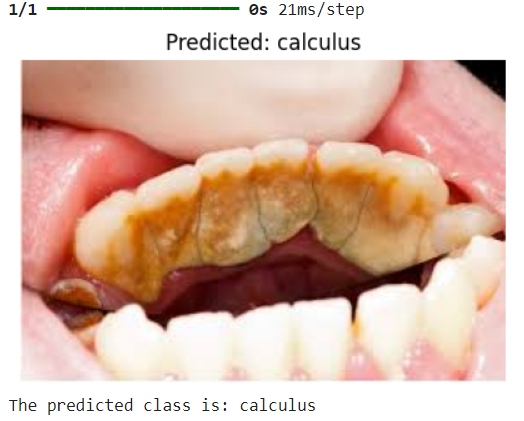 1/1 ━━━━━━━━━━━━━━━━━━━━ 0s 21ms/step
Predicted: calculus
The predicted class is: calculus